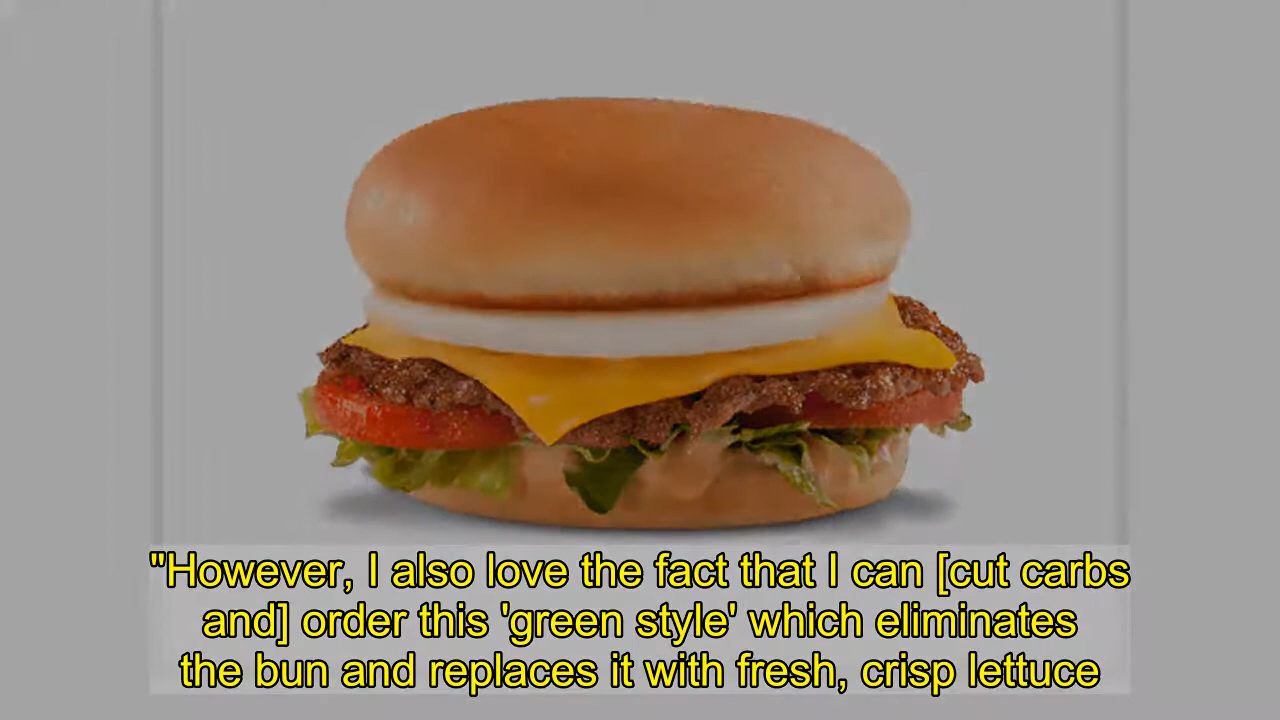 "However, I also love the fact that I can [cut carbs
and] order this 'green style' which eliminates
the bun and replaces it with fresh, crisp lettuce